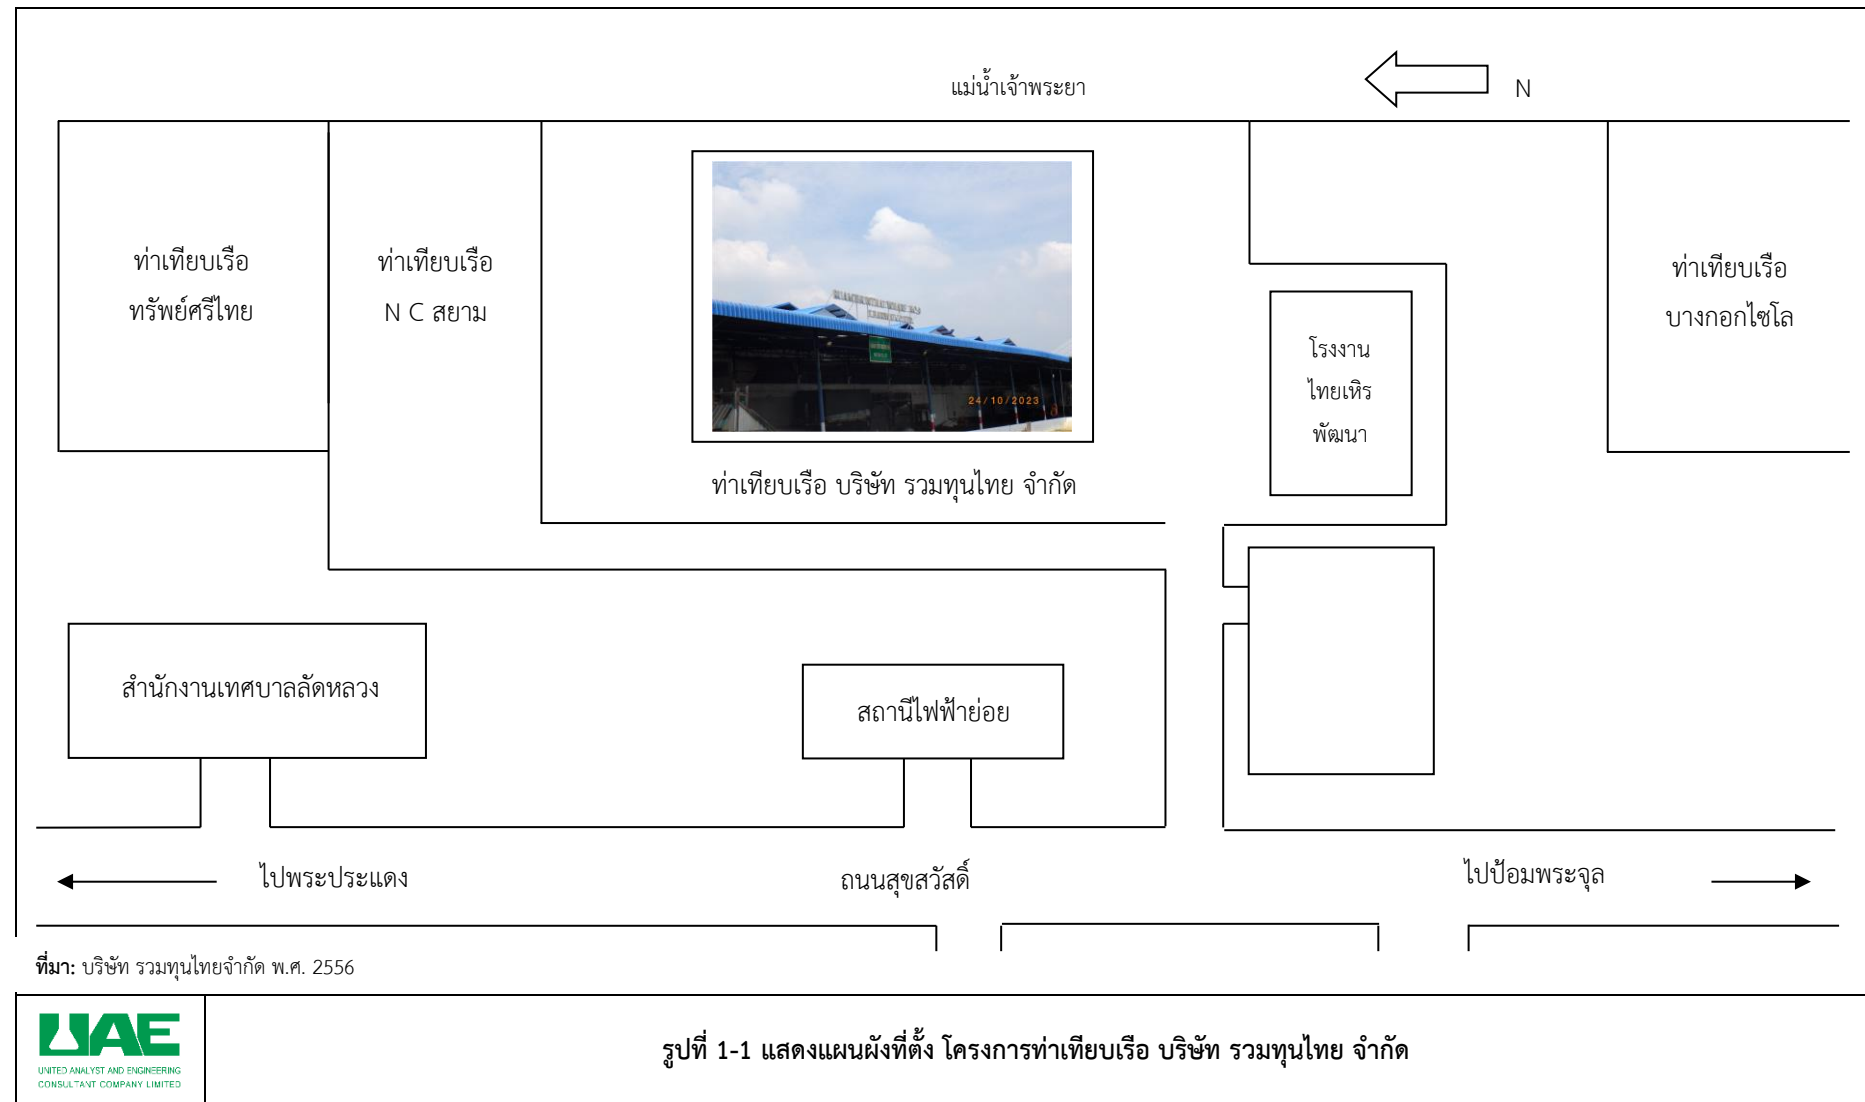 แม่น้ำเจ้าพระยา
N
ท่าเทียบเรือ
ทรัพย์ศรีไทย
ท่าเทียบเรือ
N C สยาม
24/10/2023
ท่าเทียบเรือ บริษัท รวมทุนไทย จำกัด
โรงงาน
ไทยเหิร
พัฒนา
ท่าเทียบเรือ
บางกอกไซโล
สำนักงานเทศบาลลัดหลวง
สถานีไฟฟ้าย่อย
ไปพระประแดง
ถนนสุขสวัสดิ์
ไปป้อมพระจุล
ที่มา: บริษัท รวมทุนไทยจำกัด พ.ศ. 2556
UAE
UNITED ANALYST AND ENGINEERING
CONSULTANT COMPANY LIMITED
รูปที่ 1-1 แสดงแผนผังที่ตั้ง โครงการท่าเทียบเรือ บริษัท รวมทุนไทย จำกัด